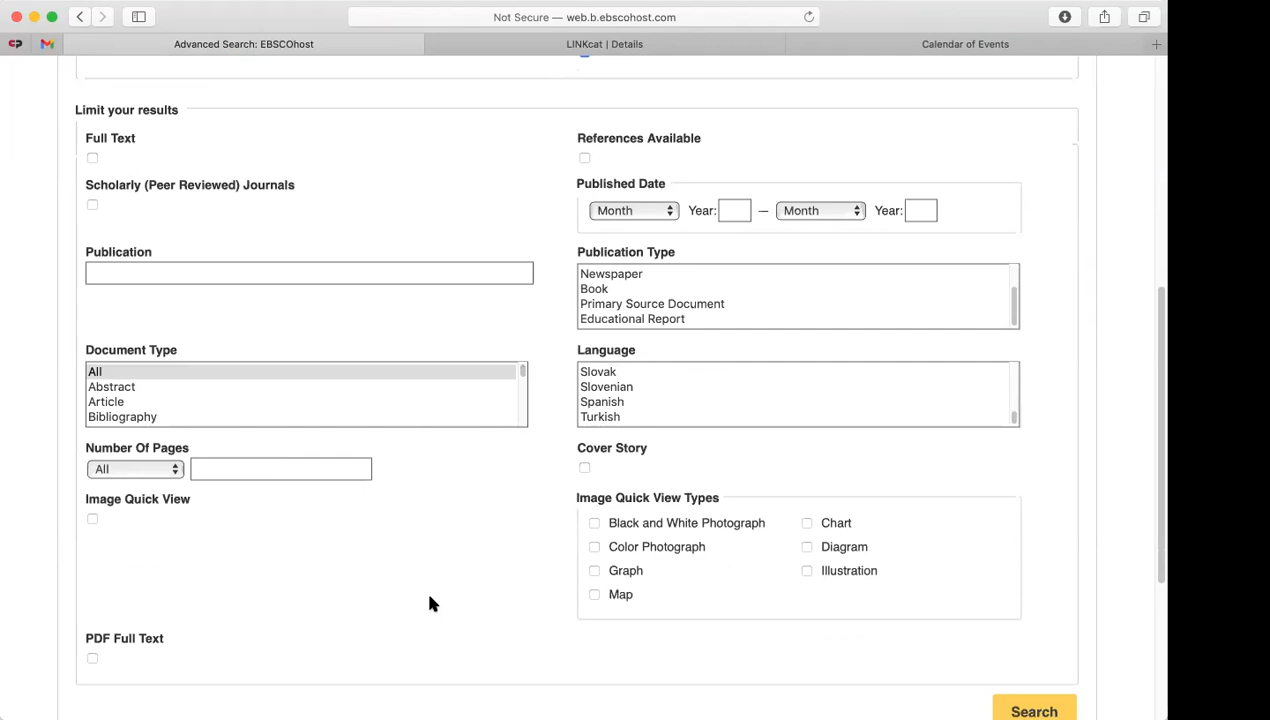 Not Secure — web.b.ebscohost.com
Advanced Search: EBSCOhost
LINKcat | Details
Calendar of Events
Limit your results
Full Text
References Available
Scholarly (Peer Reviewed) Journals
Published Date
Month Year: — Month Year:
Publication
Publication Type
Newspaper
Book
Primary Source Document
Educational Report
Document Type
All
Abstract
Article
Bibliography
Language
Slovak
Slovenian
Spanish
Turkish
Number Of Pages
All
Cover Story
Image Quick View
Image Quick View Types
Black and White Photograph
Chart
Color Photograph
Diagram
Graph
Illustration
Map
PDF Full Text
Search